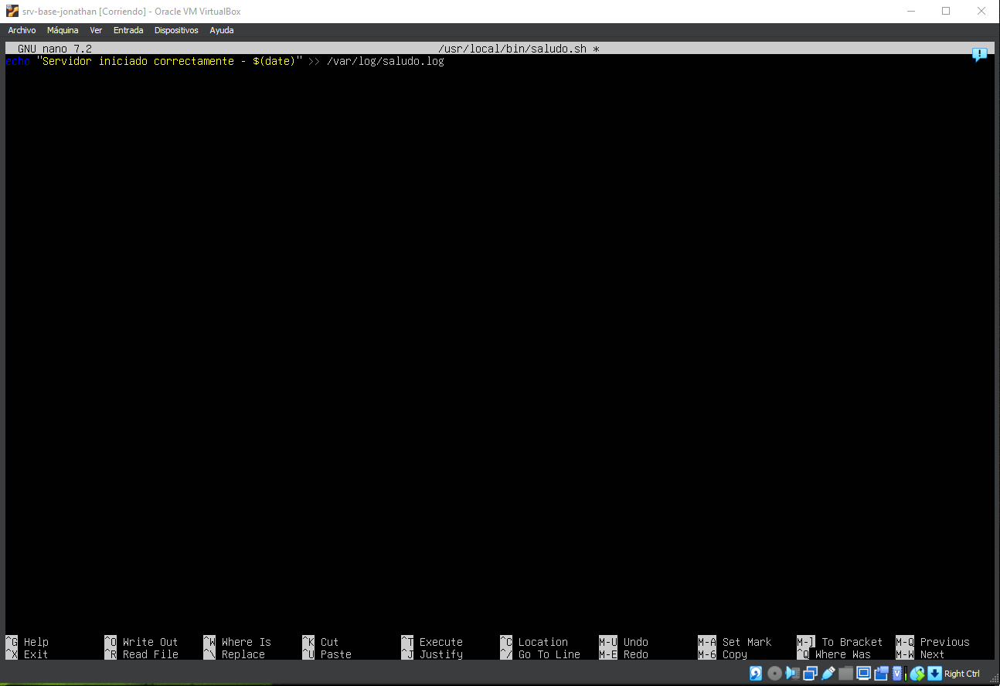 srv-base-jonathan [Corriendo] - Oracle VM VirtualBox
Archivo Máquina Ver Entrada Dispositivos Ayuda
GNU nano 7.2 /usr/local/bin/saludo.sh *
echo "Servidor iniciado correctamente - $(date)" >> /var/log/saludo.log
^G Help ^O Write Out ^W Where Is ^K Cut ^T Execute ^C Location M-U Undo M-A Set Mark M-] To Bracket M-Q Previous
^X Exit ^R Read File ^\ Replace ^U Paste ^J Justify ^/ Go To Line M-E Redo M-6 Copy ^Q Where Was M-W Next
Right Ctrl